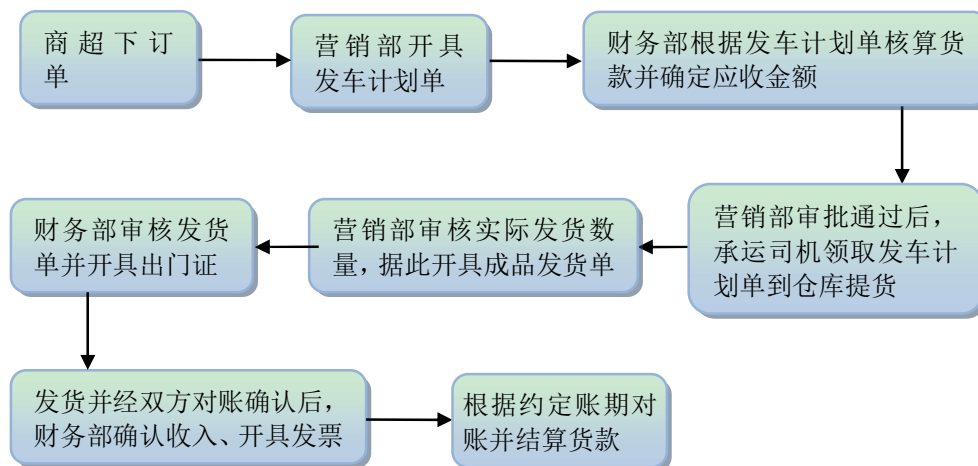 商超下订
单
营销部开具
发车计划单
财务部根据发车计划单核算货
款并确定应收金额
营销部审批通过后，
承运司机领取发车计
划单到仓库提货
营销部审核实际发货数
量，据此开具成品发货单
财务部审核发货
单并开具出门证
发货并经双方对账确认后，
财务部确认收入、开具发票
根据约定账期对
账并结算货款